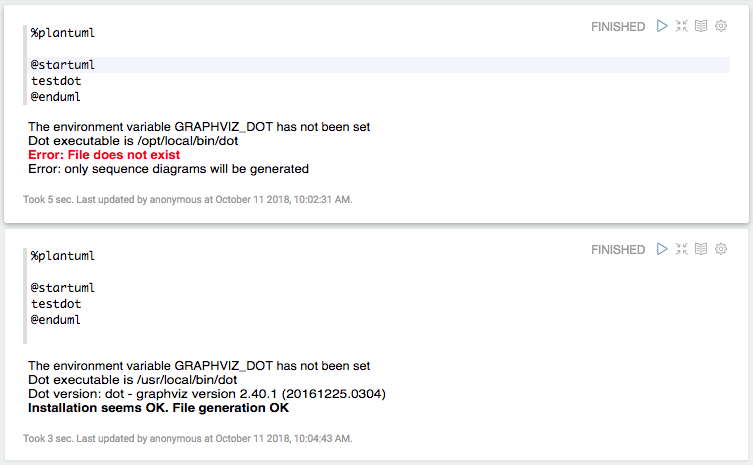 FINISHED
%plantuml
@startuml
testdot
@enduml
The environment variable GRAPHVIZ_DOT has not been set
Dot executable is /opt/local/bin/dot
Error: File does not exist
Error: only sequence diagrams will be generated
Took 5 sec. Last updated by anonymous at October 11 2018, 10:02:31 AM.
FINISHED
%plantuml
@startuml
testdot
@enduml
The environment variable GRAPHVIZ_DOT has not been set
Dot executable is /usr/local/bin/dot
Dot version: dot - graphviz version 2.40.1 (20161225.0304)
Installation seems OK. File generation OK
Took 3 sec. Last updated by anonymous at October 11 2018, 10:04:43 AM.